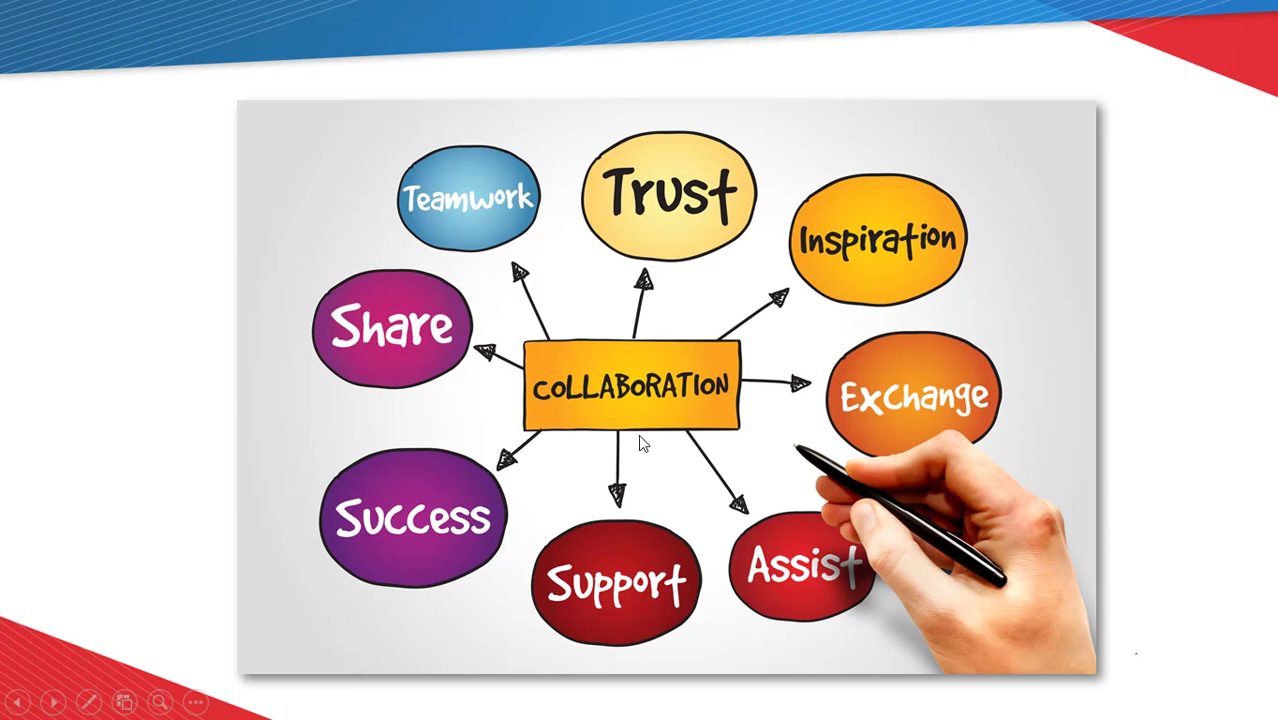 Teamwork
Trust
Inspiration
Share
COLLABORATION
Exchange
Success
Support
Assist